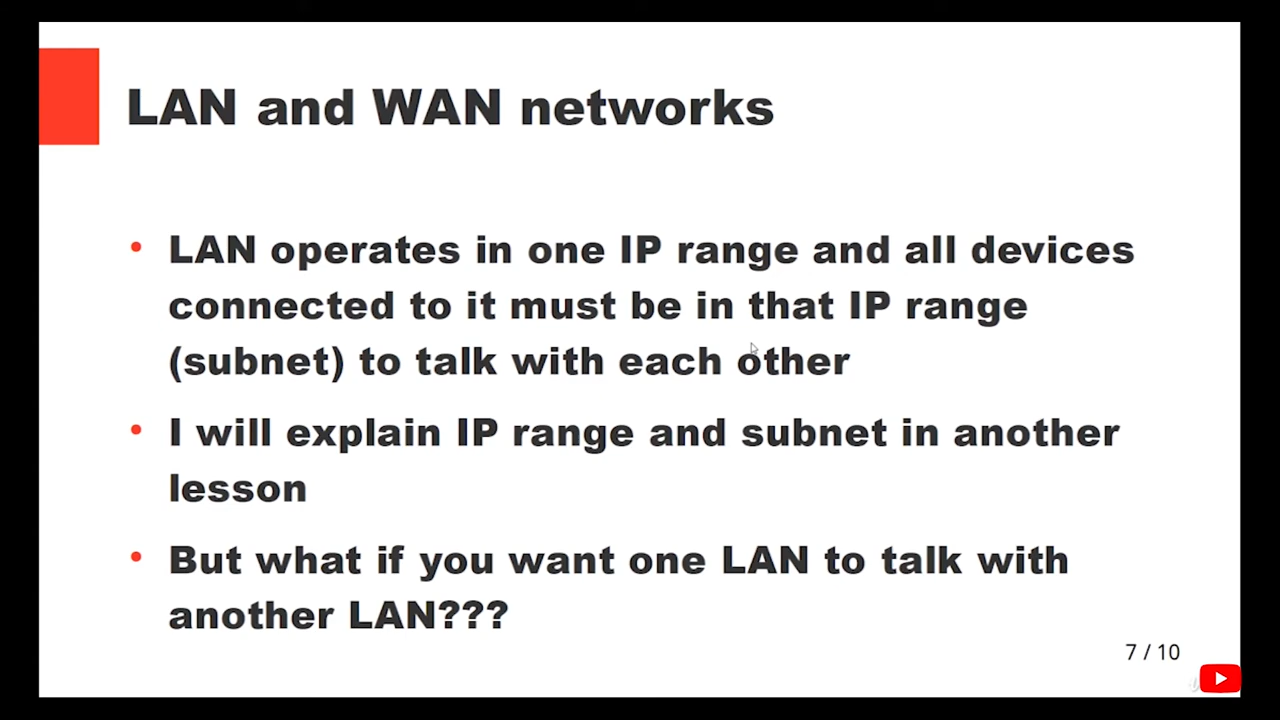 LAN and WAN networks
• LAN operates in one IP range and all devices
connected to it must be in that IP range
(subnet) to talk with each other
• I will explain IP range and subnet in another
lesson
• But what if you want one LAN to talk with
another LAN???
7 / 10